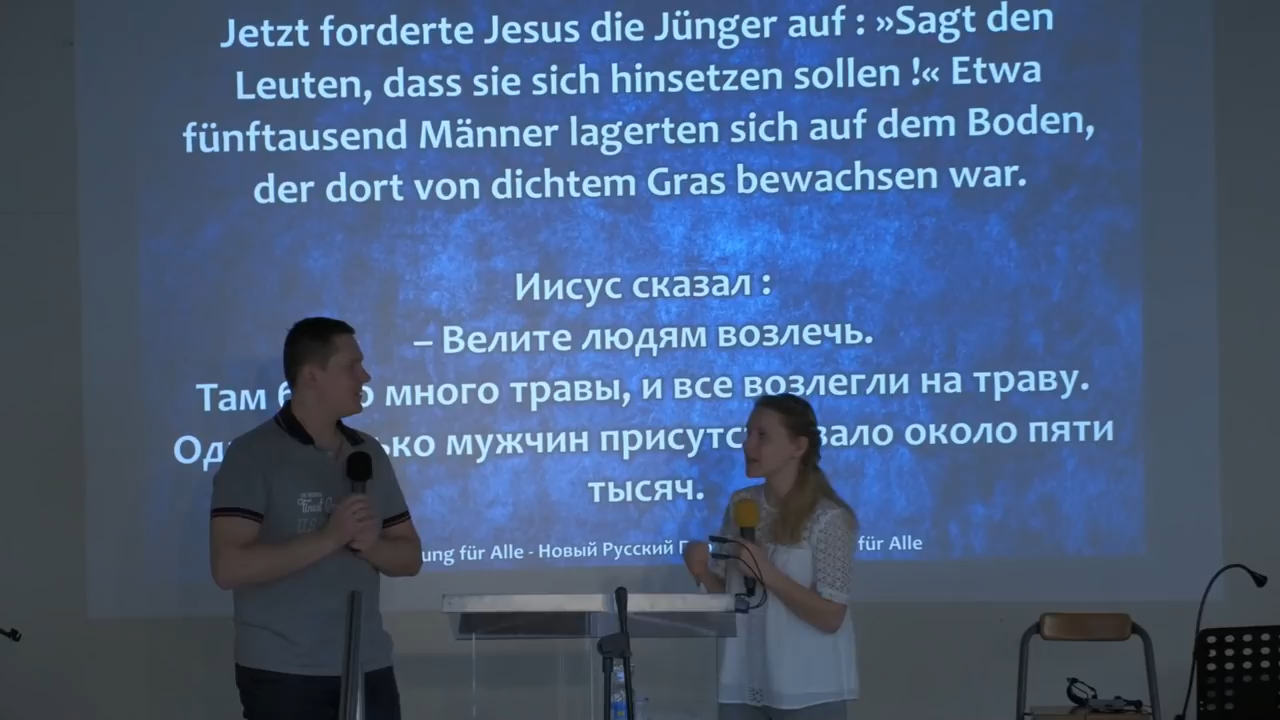 Jetzt forderte Jesus die Jünger auf : »Sagt den
Leuten, dass sie sich hinsetzen sollen !« Etwa
fünftausend Männer lagerten sich auf dem Boden,
der dort von dichtem Gras bewachsen war.
Иисус сказал :
– Велите людям возлечь.
Там много травы, и все возлегли на траву.
мужчин около пяти
тысяч.
für Alle - Новый Русский für Alle